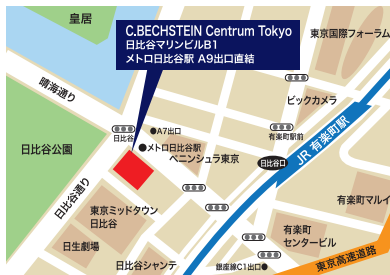 皇居
C.BECHSTEIN Centrum Tokyo
日比谷マリンビルB1
メトロ日比谷駅 A9出口直結
東京国際フォーラム
晴海通り
ビックカメラ
日比谷
●A7出口
有楽町駅前
JR 有楽町駅
日比谷公園
●メトロ日比谷駅
ペニンシュラ東京
日比谷口
日比谷通り
東京ミッドタウン
日比谷
有楽町マルイ
有楽町
センタービル
日生劇場
日比谷シャンテ
銀座線C1出口●
東京高速道路